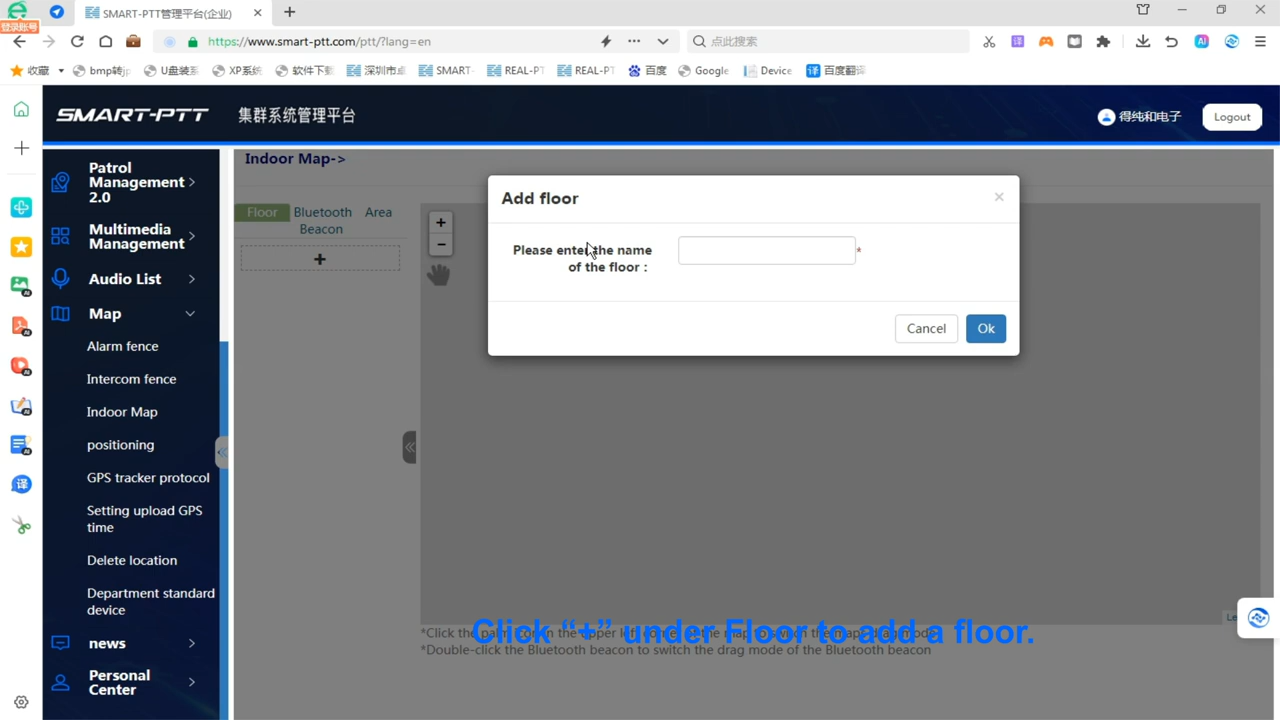 SMART-PTT管理平台(企业)
登录账号
https://www.smart-ptt.com/ptt/?lang=en
点此搜索
收藏
bmp转jp
U盘装系
XP系统
软件下载
深圳市卓
SMART-
REAL-PT
REAL-PT
百度
Google
Device
百度翻译
SMART-PTT
集群系统管理平台
得纯和电子
Logout
Patrol
Management
2.0
Multimedia
Management
Audio List
Map
Alarm fence
Intercom fence
Indoor Map
positioning
GPS tracker protocol
Setting upload GPS
time
Delete location
Department standard
device
news
Personal
Center
Indoor Map->
Floor
Bluetooth
Beacon
Area
+
+
−
Add floor
×
Please enter the name
of the floor :
*
Cancel
Ok
Le
Click “+” under Floor to add a floor.
*Double-click the Bluetooth beacon to switch the drag mode of the Bluetooth beacon